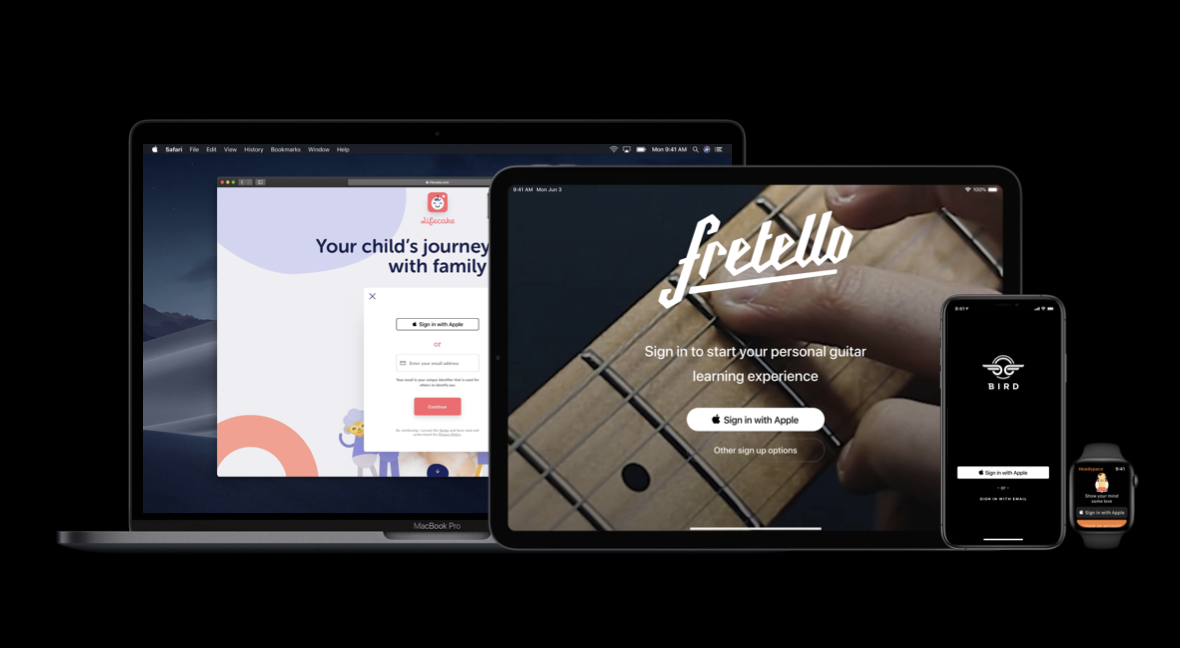 Safari File Edit View History Bookmarks Window Help
Mon 9:41 AM
lifecake.com
Lifecake
Your child's journey
with family
Sign in with Apple
or
Enter your email address
Your email is your unique identifier that is used for
others to identify you.
Continue
By continuing, I accept the Terms and have read and
understood the Privacy Policy.
MacBook Pro
9:41 AM Mon Jun 3
100%
fretello
Sign in to start your personal guitar
learning experience
Sign in with Apple
Other sign up options
9:41
BIRD
Sign in with Apple
- or -
SIGN IN WITH EMAIL
Headspace 9:41
Show your mind
some love
Sign in with Apple